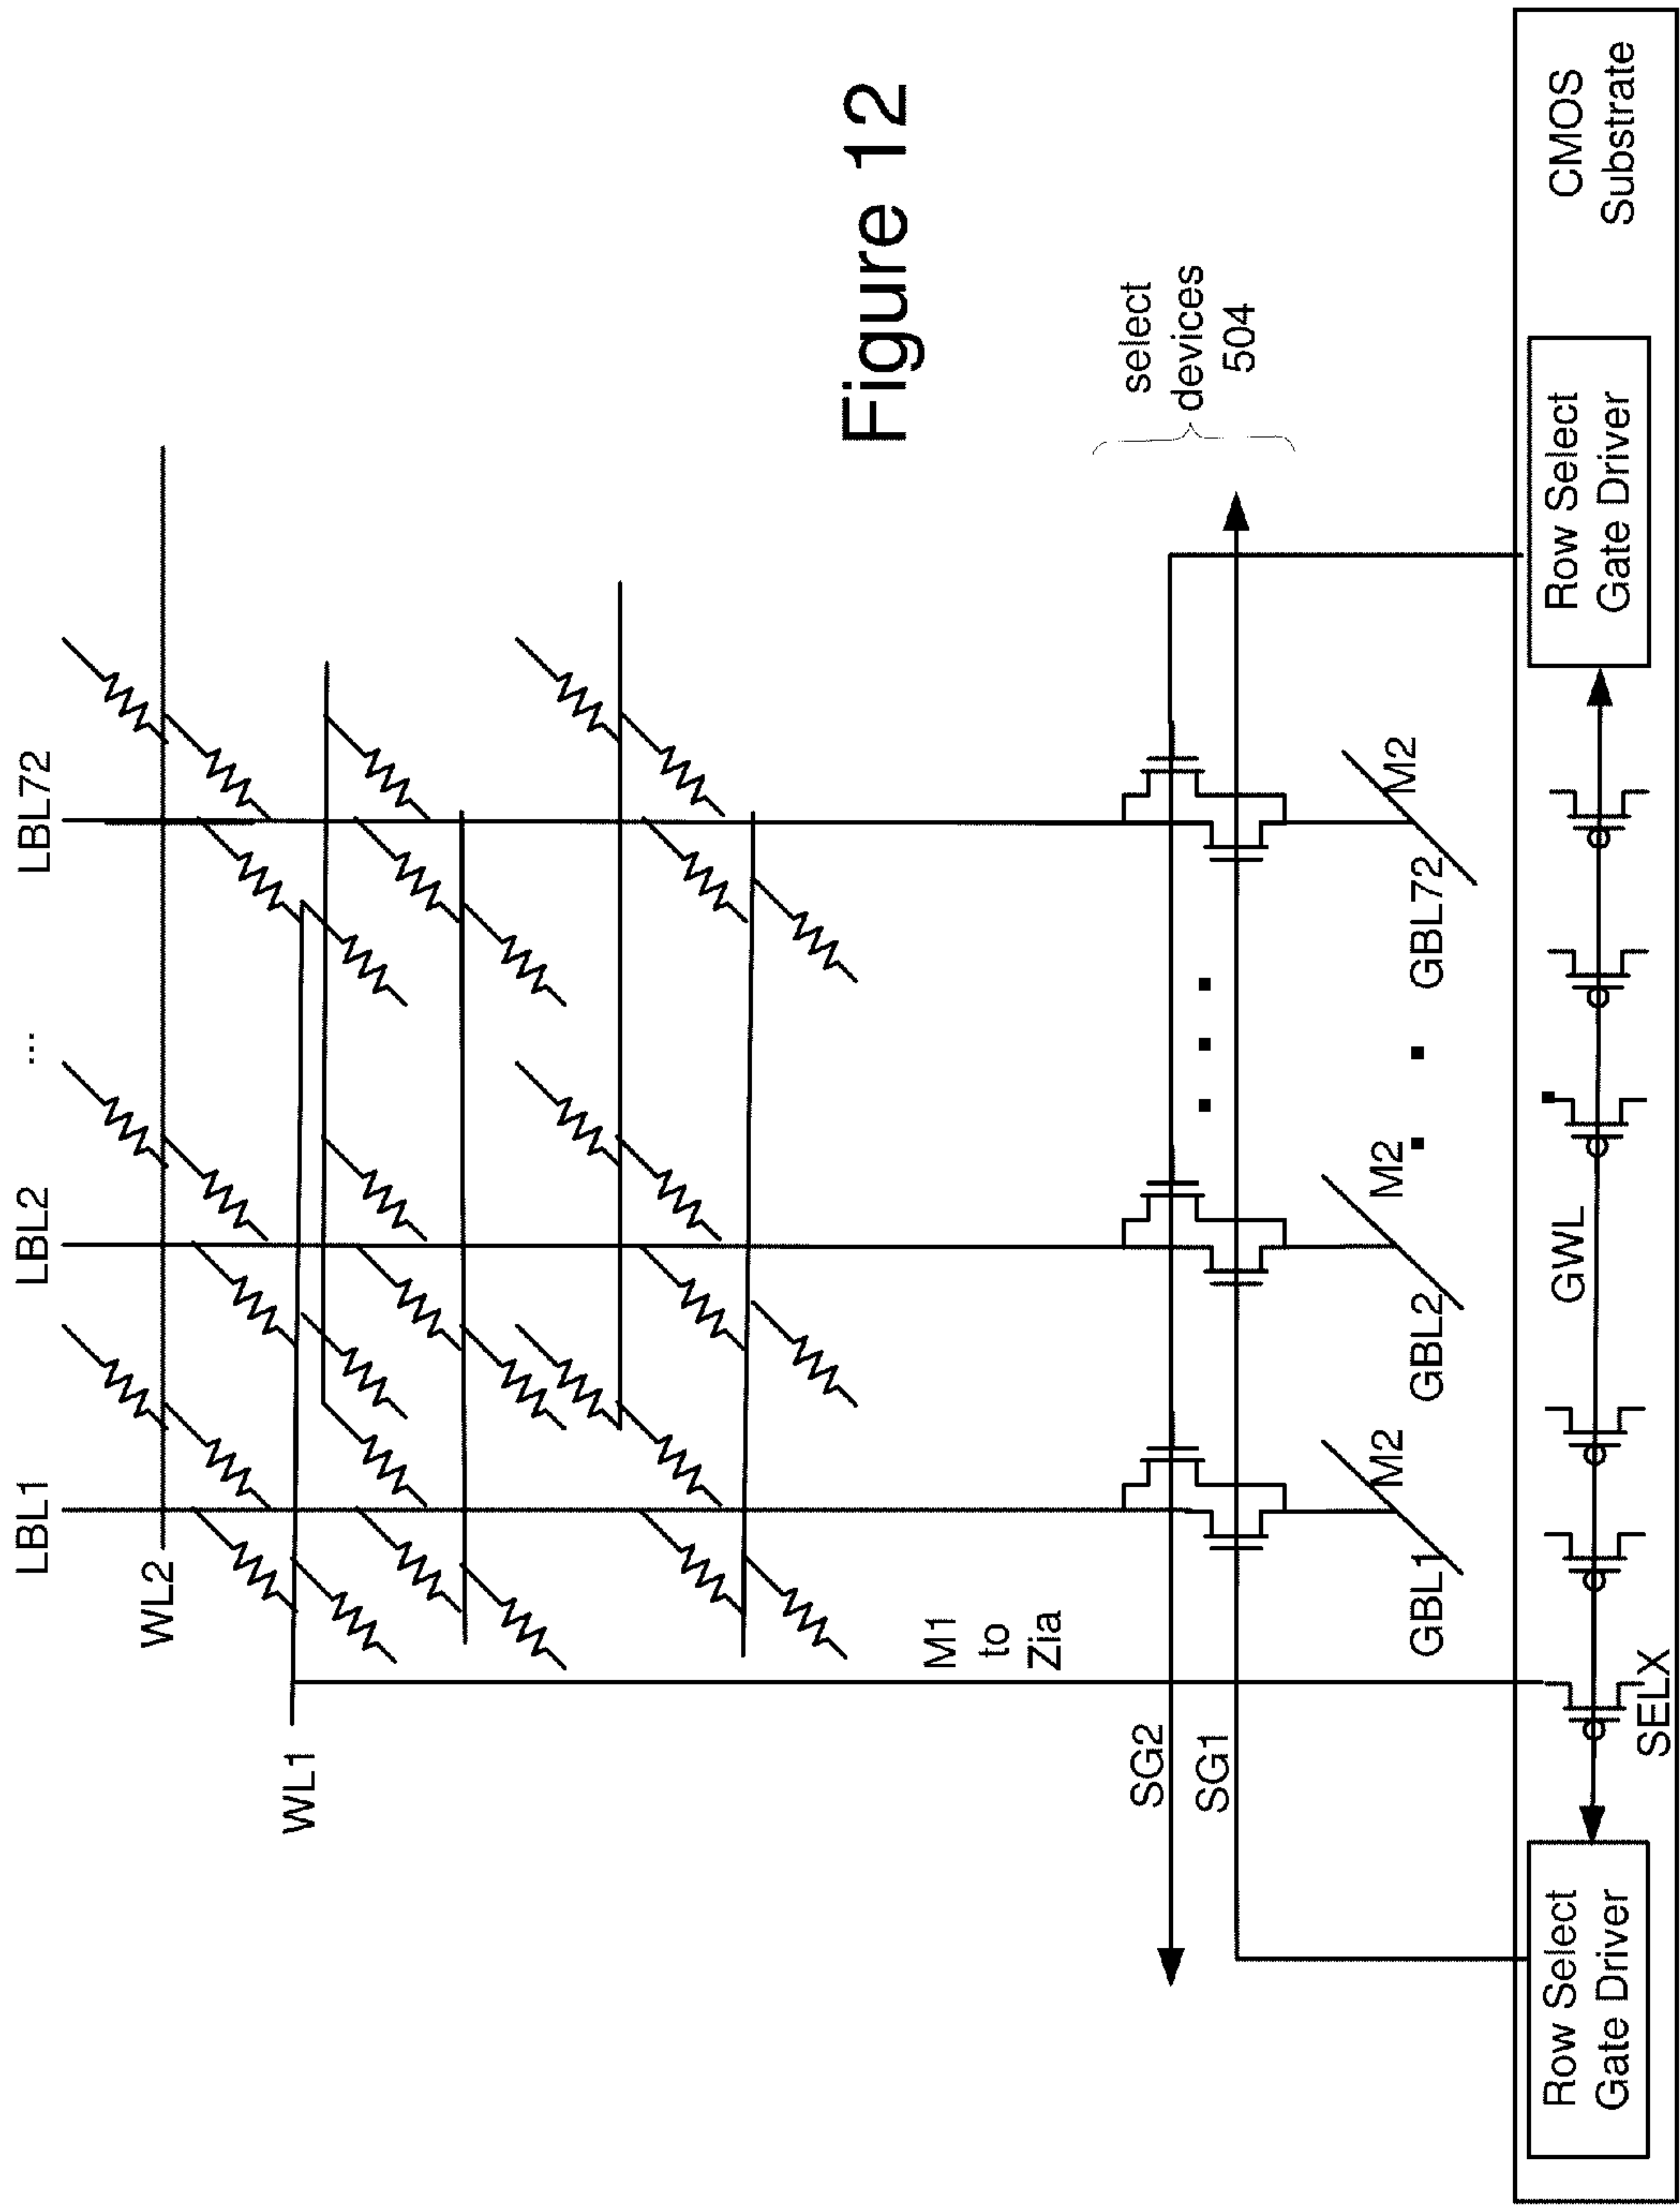 LBL1
LBL2
...
LBL72
WL2
WL1
M1
to
Zia
SG2
SG1
select
devices
504
M2
M2
M2
GBL1
GBL2
GBL72
GWL
SELX
Row Select
Gate Driver
Row Select
Gate Driver
CMOS
Substrate
Figure 12